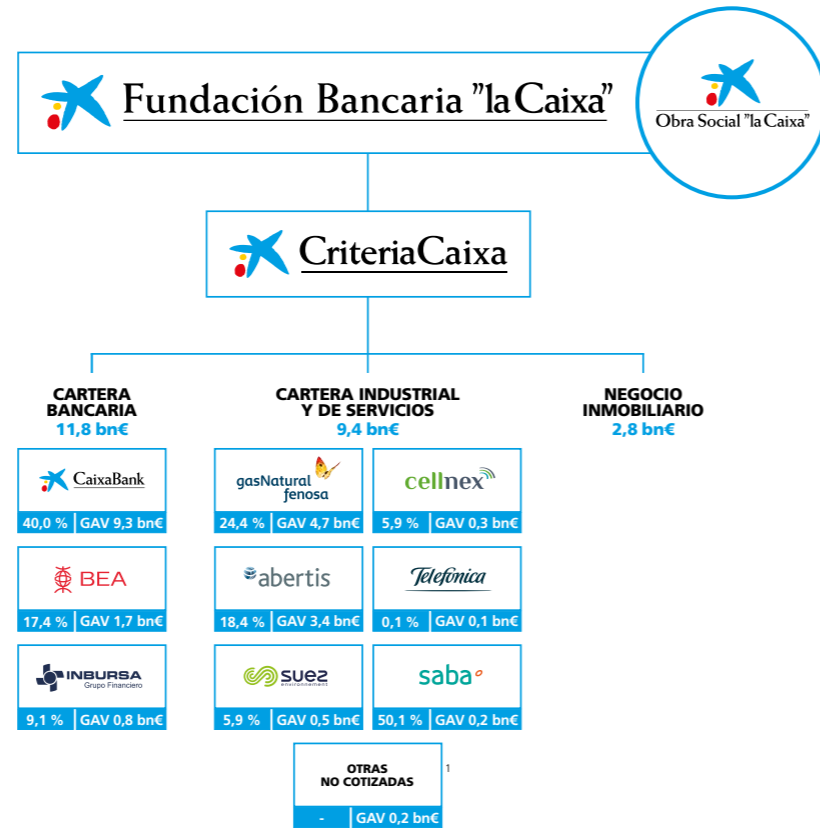 Fundación Bancaria "la Caixa"
Obra Social "la Caixa"
CriteriaCaixa
CARTERA
BANCARIA
11,8 bn€
CARTERA INDUSTRIAL
Y DE SERVICIOS
9,4 bn€
NEGOCIO
INMOBILIARIO
2,8 bn€
CaixaBank
40,0 % GAV 9,3 bn€
gasNatural
fenosa
24,4 % GAV 4,7 bn€
cellnex
5,9 % GAV 0,3 bn€
BEA
17,4 % GAV 1,7 bn€
abertis
18,4 % GAV 3,4 bn€
Telefónica
0,1 % GAV 0,1 bn€
INBURSA
Grupo Financiero
9,1 % GAV 0,8 bn€
suez
environnement
5,9 % GAV 0,5 bn€
saba
50,1 % GAV 0,2 bn€
OTRAS
NO COTIZADAS
1
- GAV 0,2 bn€